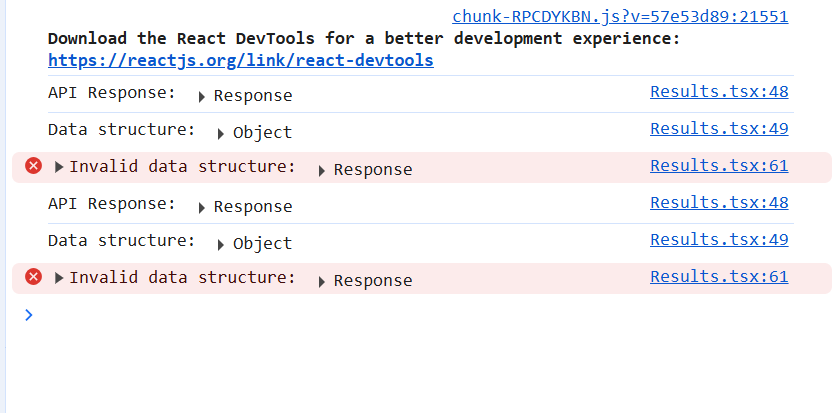 chunk-RPCDYKBN.js?v=57e53d89:21551
Download the React DevTools for a better development experience:
https://reactjs.org/link/react-devtools
API Response: Response Results.tsx:48
Data structure: Object Results.tsx:49
Invalid data structure: Response Results.tsx:61
API Response: Response Results.tsx:48
Data structure: Object Results.tsx:49
Invalid data structure: Response Results.tsx:61